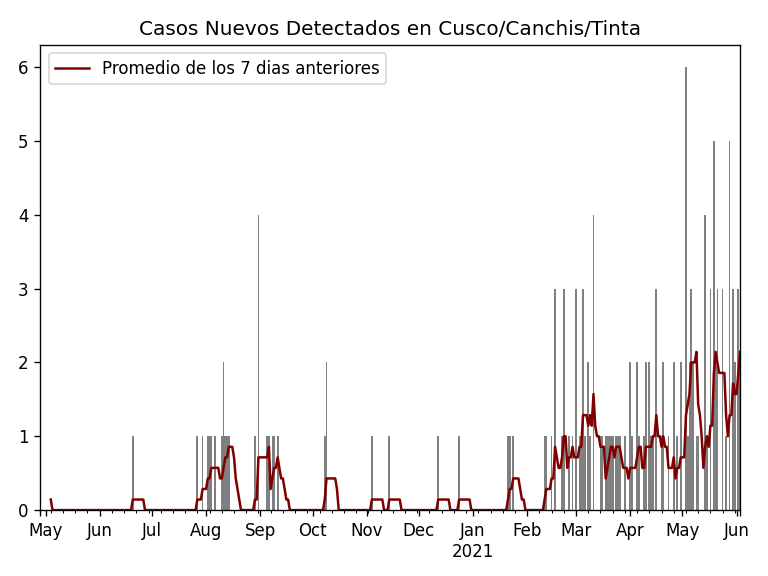 Casos Nuevos Detectados en Cusco/Canchis/Tinta
Promedio de los 7 dias anteriores
6
5
4
3
2
1
0
May Jun Jul Aug Sep Oct Nov Dec Jan Feb Mar Apr May Jun
2021